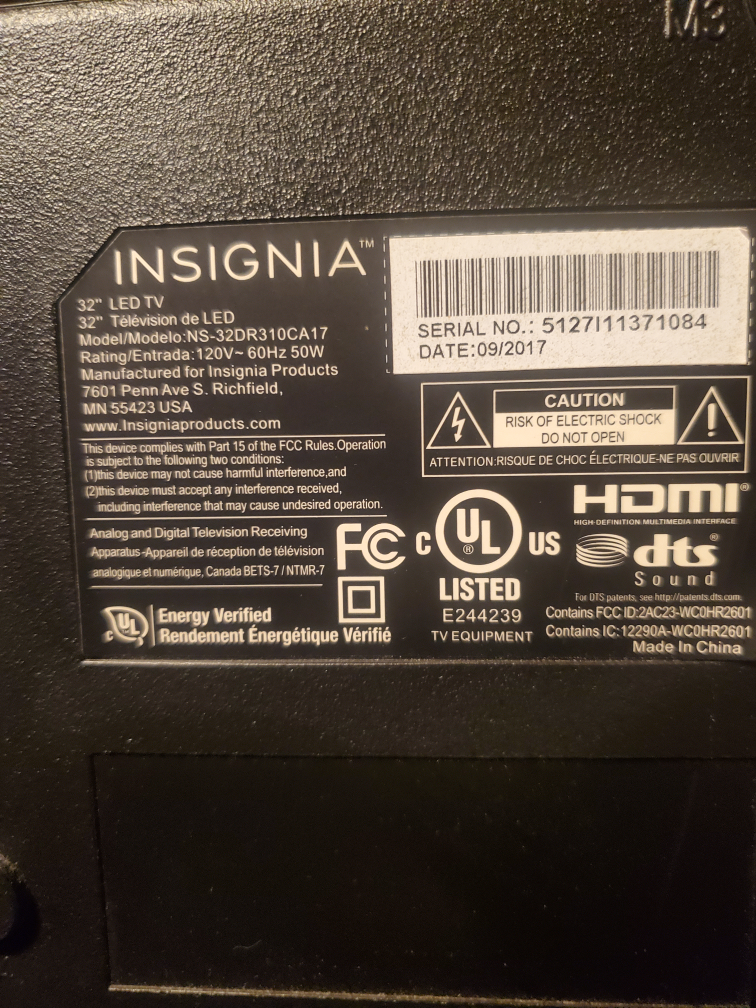 M3
INSIGNIA™
32" LED TV
32" Télévision de LED
Model/Modelo:NS-32DR310CA17
Rating/Entrada:120V~ 60Hz 50W
Manufactured for Insignia Products
7601 Penn Ave S. Richfield,
MN 55423 USA
www.Insigniaproducts.com
This device complies with Part 15 of the FCC Rules.Operation
is subject to the following two conditions:
(1)this device may not cause harmful interference,and
(2)this device must accept any interference received,
including interference that may cause undesired operation.
Analog and Digital Television Receiving
Apparatus-Appareil de réception de télévision
analogique et numérique, Canada BETS-7 / NTMR-7
c UL
Energy Verified
Rendement Énergétique Vérifié
SERIAL NO.: 5127I11371084
DATE:09/2017
CAUTION
RISK OF ELECTRIC SHOCK
DO NOT OPEN
ATTENTION:RISQUE DE CHOC ÉLECTRIQUE-NE PAS OUVRIR
FC
c UL® US
LISTED
E244239
TV EQUIPMENT
HDMI®
HIGH-DEFINITION MULTIMEDIA INTERFACE
dts®
Sound
For DTS patents, see http://patents.dts.com.
Contains FCC ID:2AC23-WC0HR2601
Contains IC:12290A-WC0HR2601
Made In China